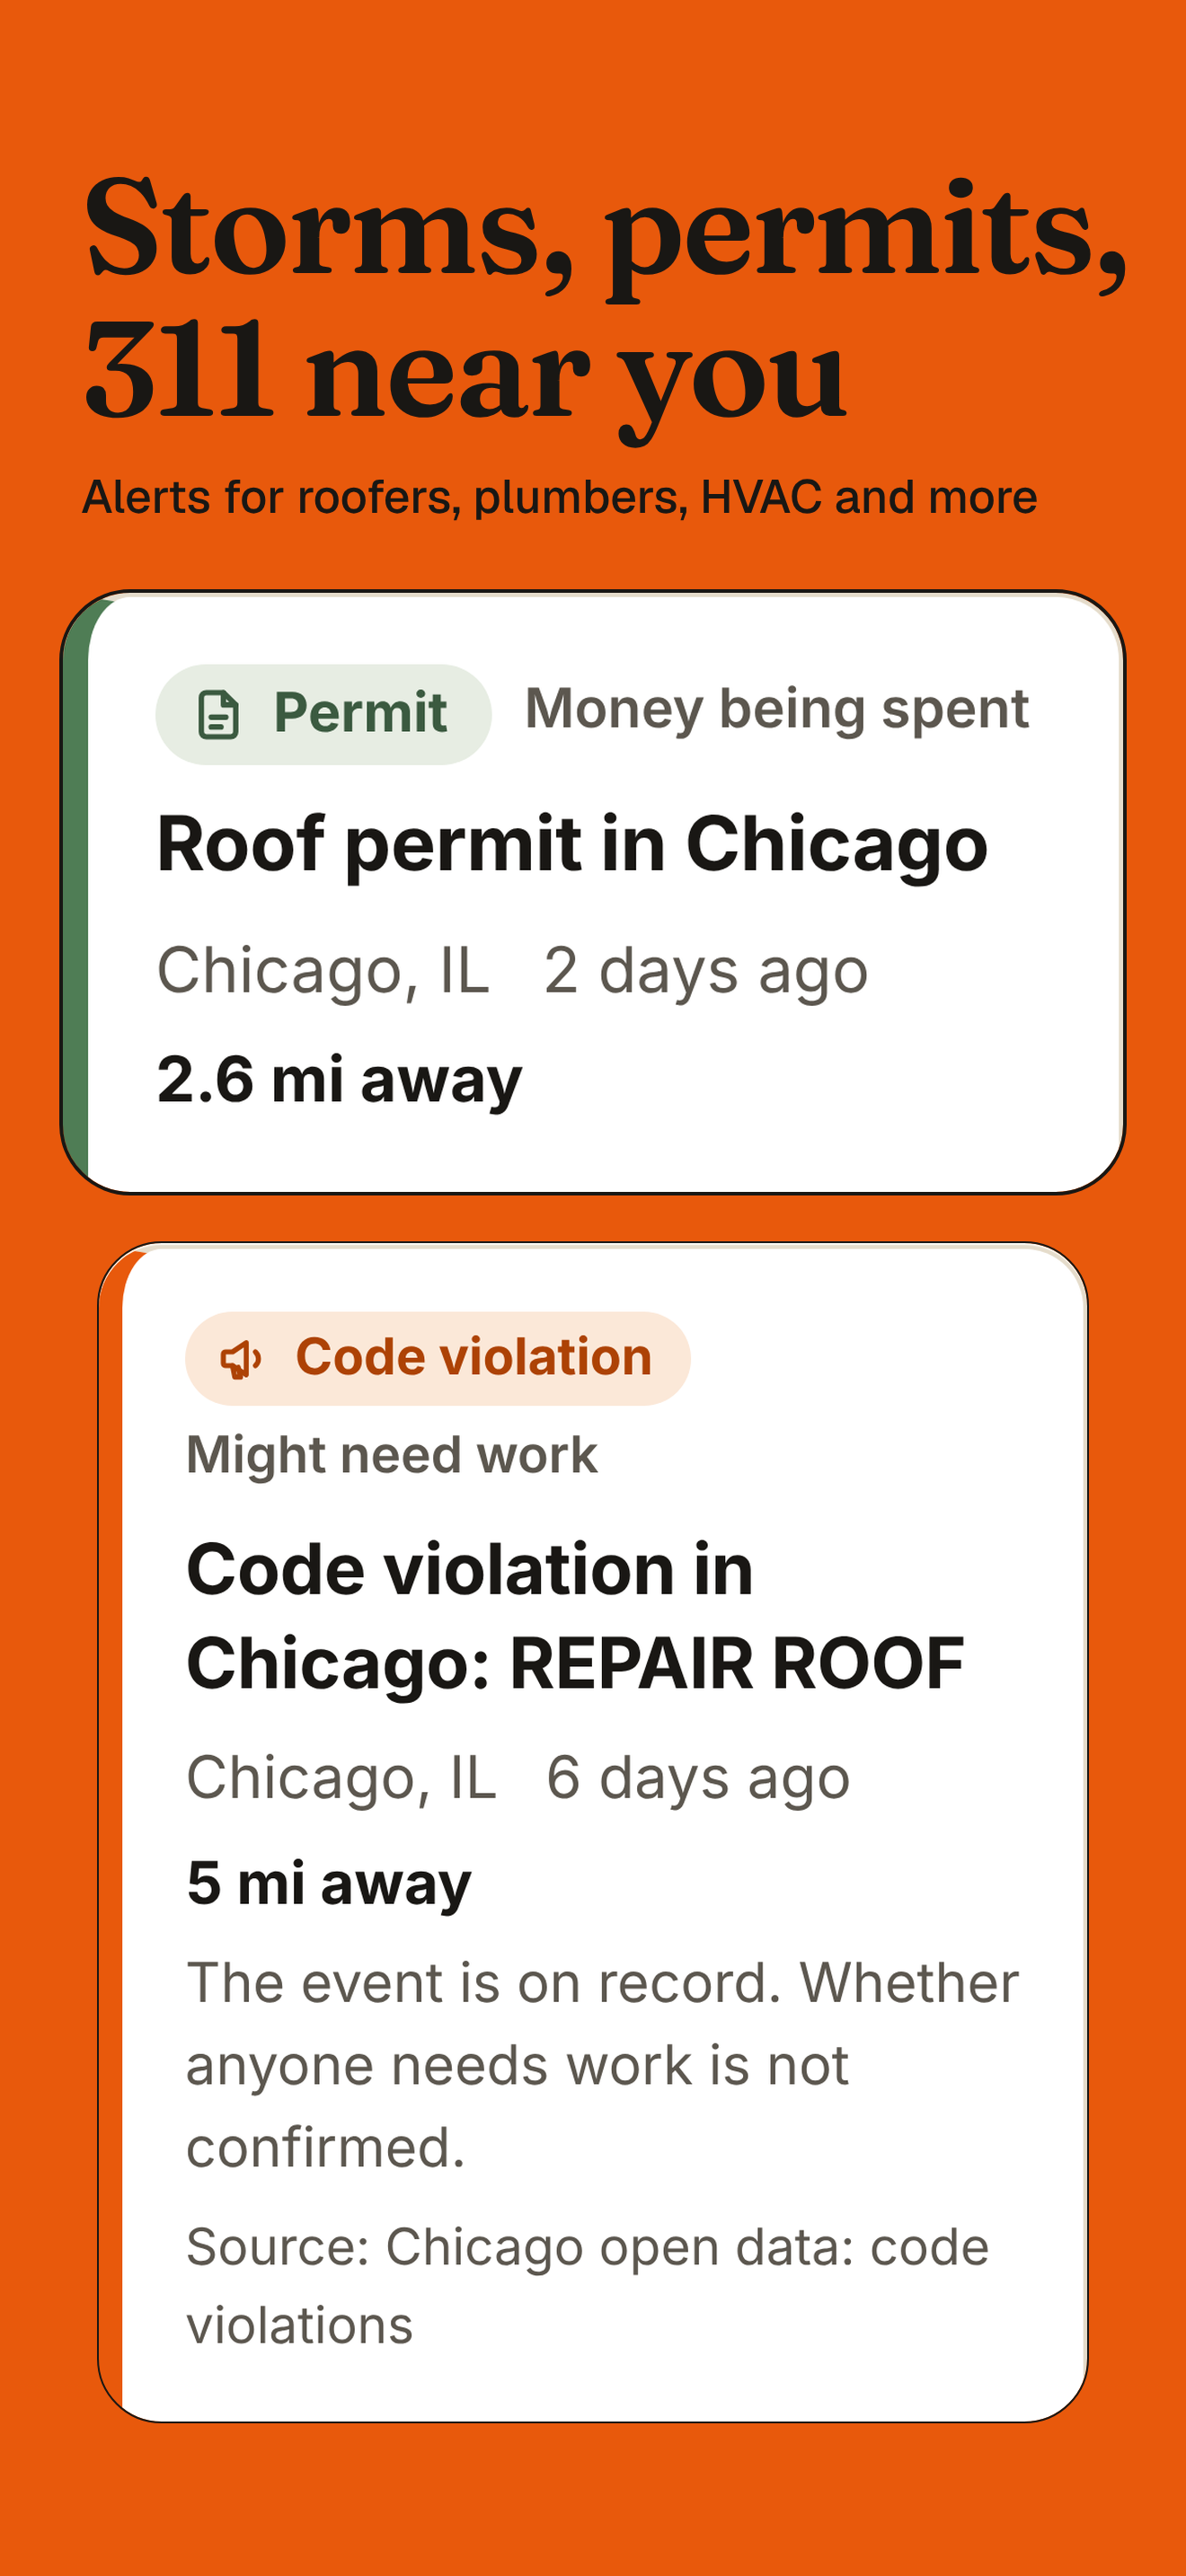 Storms, permits,
311 near you
Alerts for roofers, plumbers, HVAC and more
Permit Money being spent
Roof permit in Chicago
Chicago, IL 2 days ago
2.6 mi away
Code violation
Might need work
Code violation in
Chicago: REPAIR ROOF
Chicago, IL 6 days ago
5 mi away
The event is on record. Whether
anyone needs work is not
confirmed.
Source: Chicago open data: code
violations